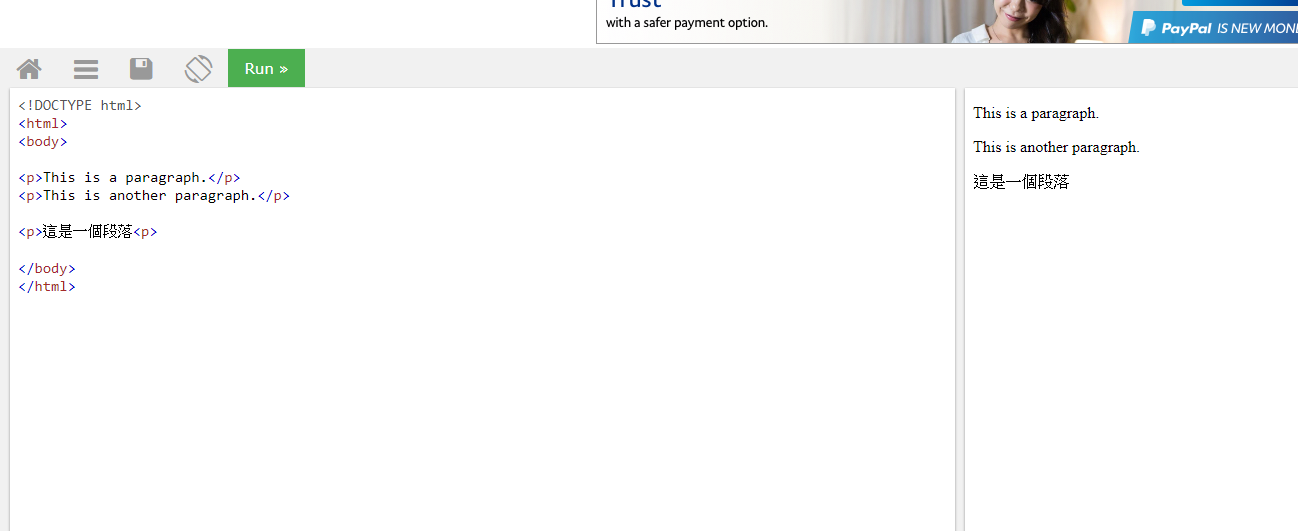 Trust
with a safer payment option.
PayPal IS NEW MONE
Run »
<!DOCTYPE html>
<html>
<body>
<p>This is a paragraph.</p>
<p>This is another paragraph.</p>
<p>這是一個段落<p>
</body>
</html>
This is a paragraph.
This is another paragraph.
這是一個段落